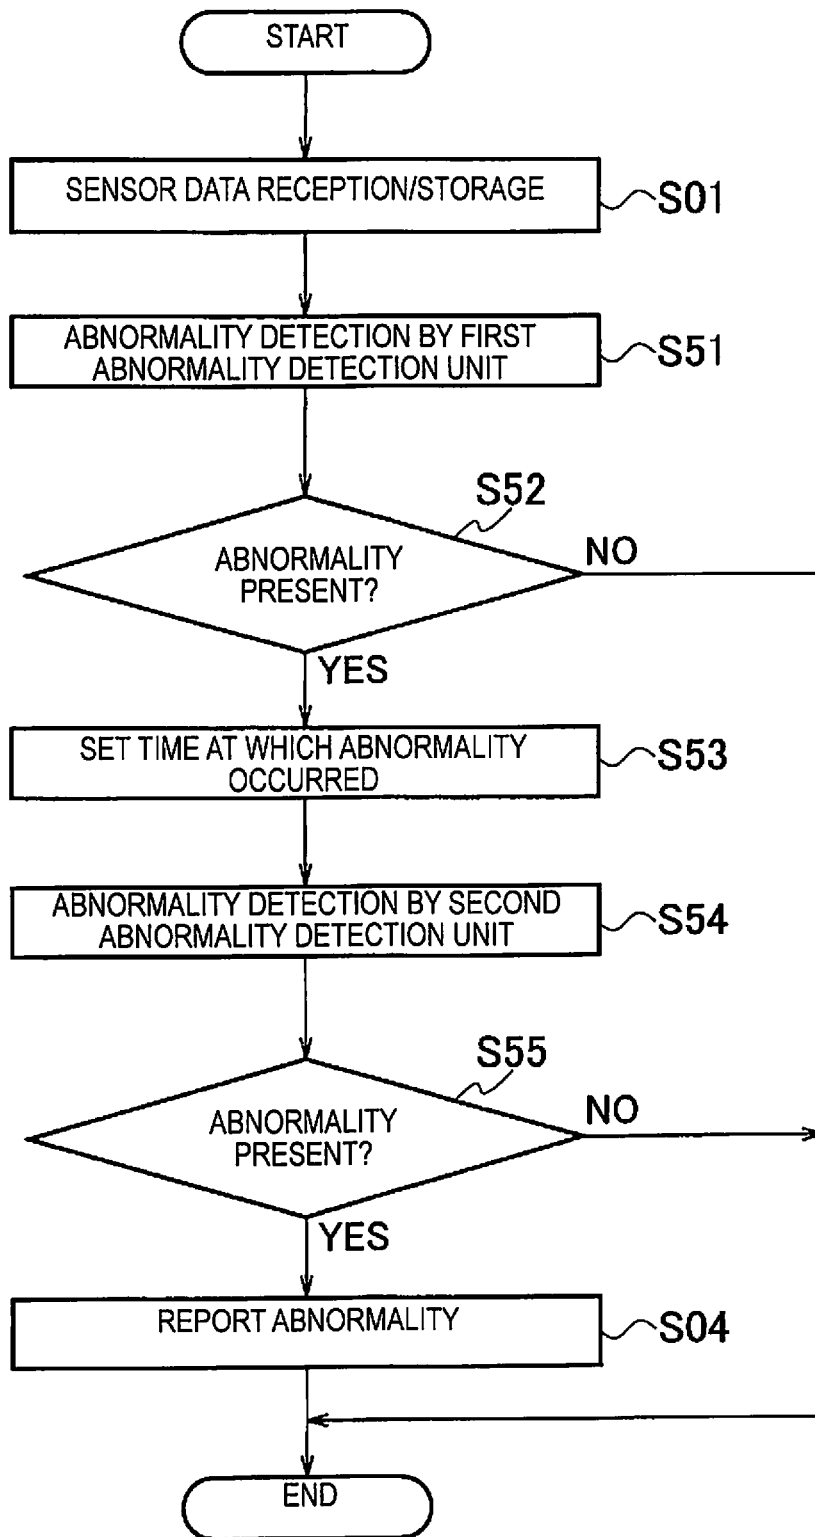 START
SENSOR DATA RECEPTION/STORAGE
S01
ABNORMALITY DETECTION BY FIRST
ABNORMALITY DETECTION UNIT
S51
S52
ABNORMALITY
PRESENT?
NO
YES
SET TIME AT WHICH ABNORMALITY
OCCURRED
S53
ABNORMALITY DETECTION BY SECOND
ABNORMALITY DETECTION UNIT
S54
S55
ABNORMALITY
PRESENT?
NO
YES
REPORT ABNORMALITY
S04
END